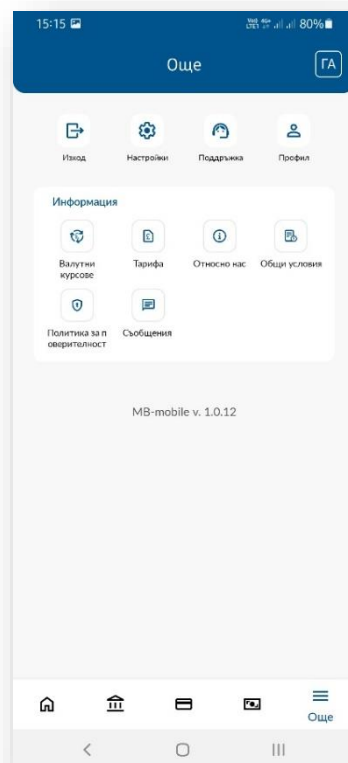 15:15 80%
Още ГА
Изход Настройки Поддръжка Профил
Информация
Валутни курсове Тарифа Относно нас Общи условия
Политика за п
оверителност Съобщения
MB-mobile v. 1.0.12
Още